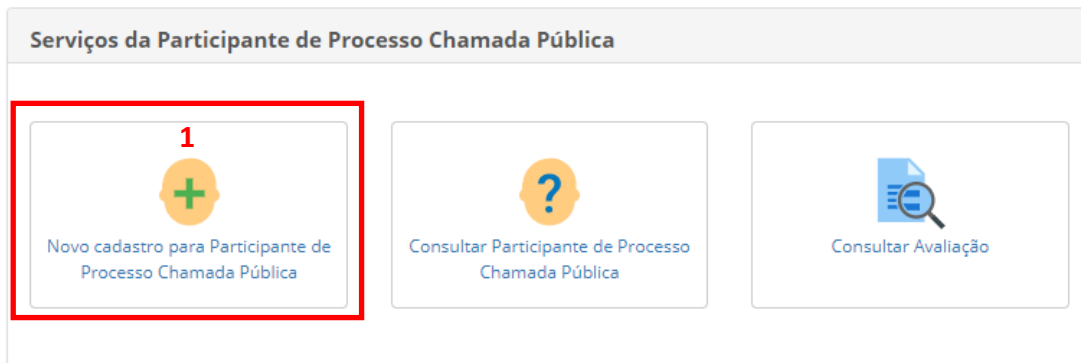 Serviços da Participante de Processo Chamada Pública
1
Novo cadastro para Participante de
Processo Chamada Pública
?
Consultar Participante de Processo
Chamada Pública
Consultar Avaliação